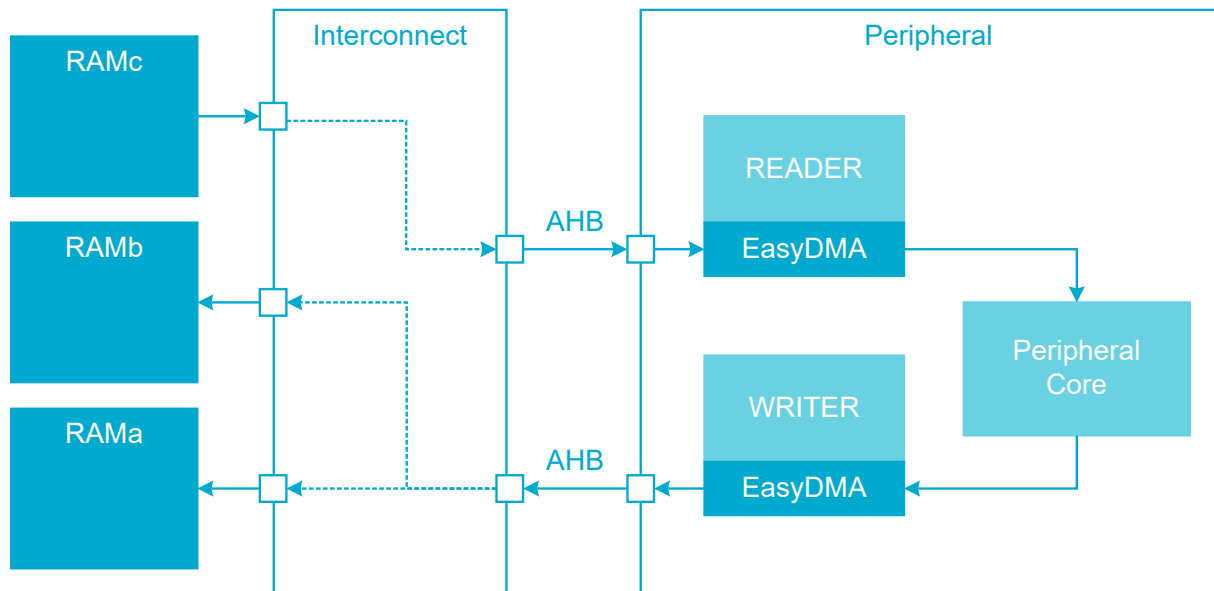 Interconnect
Peripheral
RAMc
READER
AHB
EasyDMA
RAMb
Peripheral
Core
WRITER
RAMa
AHB
EasyDMA